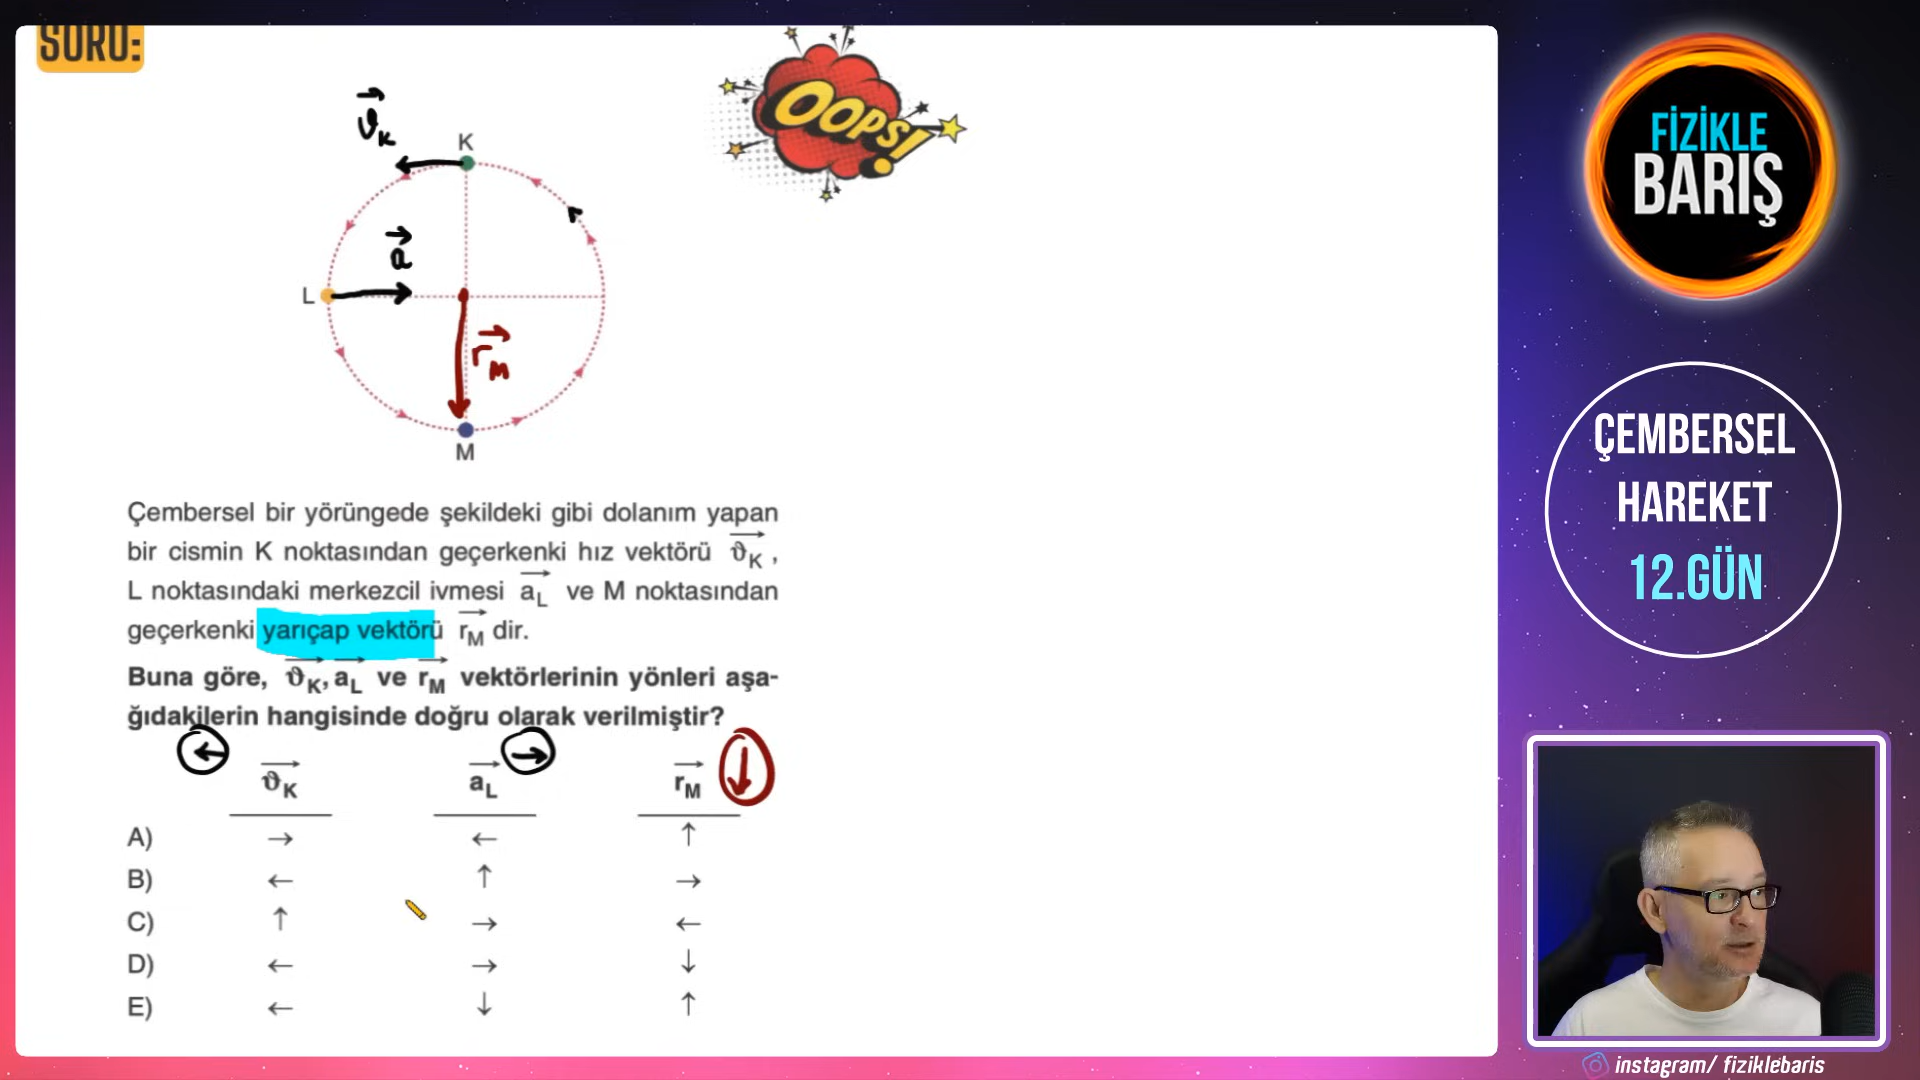 SORU:
OOPS!
ϑK
K
a
L
rM
M
Çembersel bir yörüngede şekildeki gibi dolanım yapan
bir cismin K noktasından geçerkenki hız vektörü ϑK ,
L noktasındaki merkezcil ivmesi aL ve M noktasından
geçerkenki yarıçap vektörü rM dir.
Buna göre, ϑK, aL ve rM vektörlerinin yönleri aşa-
ğıdakilerin hangisinde doğru olarak verilmiştir?
← → ↓
ϑK aL rM
A) → ← ↑
B) ← ↑ →
C) ↑ → ←
D) ← → ↓
E) ← ↓ ↑
FİZİKLE
BARIŞ
ÇEMBERSEL
HAREKET
12.GÜN
instagram/ fiziklebaris